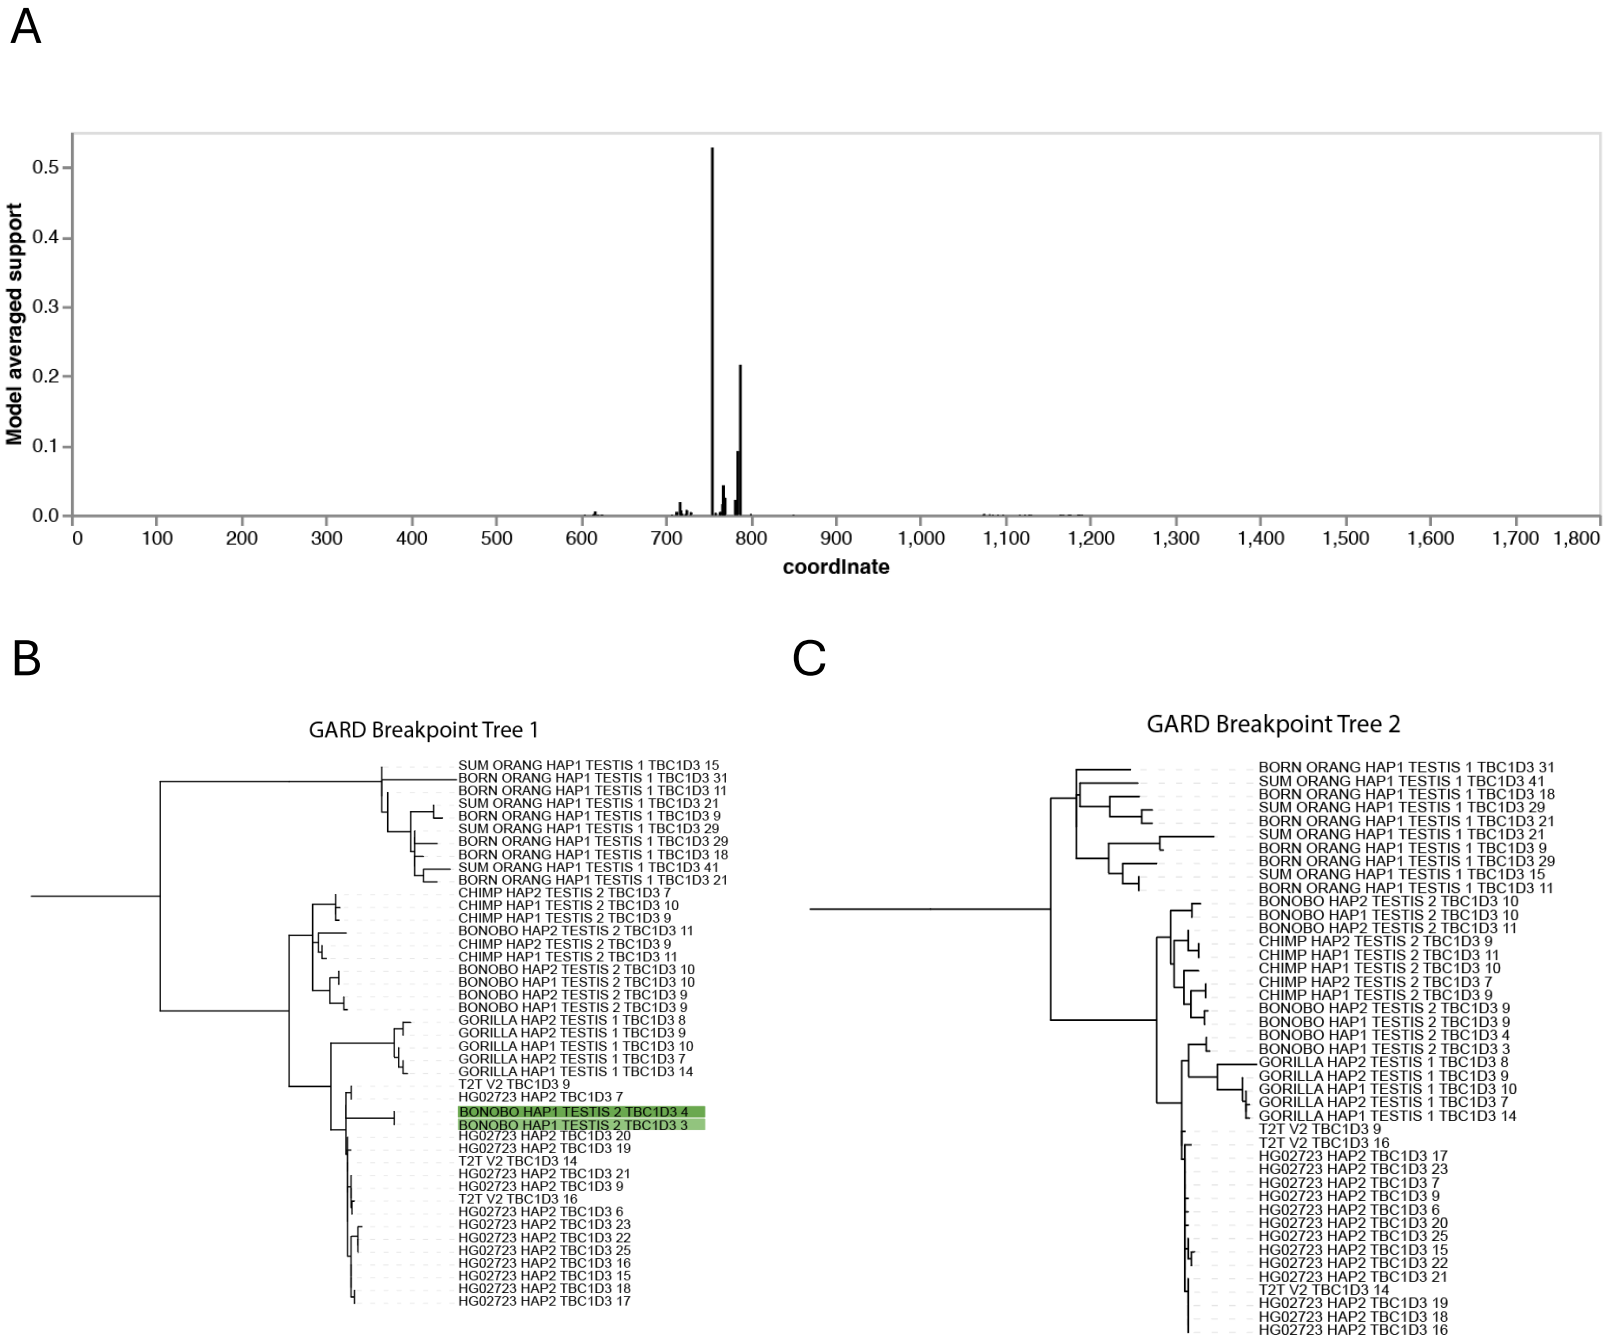 A
Model averaged support
0.5
0.4
0.3
0.2
0.1
0.0
0 100 200 300 400 500 600 700 800 900 1,000 1,100 1,200 1,300 1,400 1,500 1,600 1,700 1,800
coordInate
B
GARD Breakpoint Tree 1
SUM ORANG HAP1 TESTIS 1 TBC1D3 15
BORN ORANG HAP1 TESTIS 1 TBC1D3 31
BORN ORANG HAP1 TESTIS 1 TBC1D3 11
SUM ORANG HAP1 TESTIS 1 TBC1D3 21
BORN ORANG HAP1 TESTIS 1 TBC1D3 9
SUM ORANG HAP1 TESTIS 1 TBC1D3 29
BORN ORANG HAP1 TESTIS 1 TBC1D3 29
BORN ORANG HAP1 TESTIS 1 TBC1D3 18
SUM ORANG HAP1 TESTIS 1 TBC1D3 41
BORN ORANG HAP1 TESTIS 1 TBC1D3 21
CHIMP HAP2 TESTIS 2 TBC1D3 7
CHIMP HAP1 TESTIS 2 TBC1D3 10
CHIMP HAP1 TESTIS 2 TBC1D3 9
BONOBO HAP2 TESTIS 2 TBC1D3 11
CHIMP HAP2 TESTIS 2 TBC1D3 9
CHIMP HAP1 TESTIS 2 TBC1D3 11
BONOBO HAP2 TESTIS 2 TBC1D3 10
BONOBO HAP1 TESTIS 2 TBC1D3 10
BONOBO HAP2 TESTIS 2 TBC1D3 9
BONOBO HAP1 TESTIS 2 TBC1D3 9
GORILLA HAP2 TESTIS 1 TBC1D3 8
GORILLA HAP2 TESTIS 1 TBC1D3 9
GORILLA HAP1 TESTIS 1 TBC1D3 10
GORILLA HAP2 TESTIS 1 TBC1D3 7
GORILLA HAP1 TESTIS 1 TBC1D3 14
T2T V2 TBC1D3 9
HG02723 HAP2 TBC1D3 7
BONOBO HAP1 TESTIS 2 TBC1D3 4
BONOBO HAP1 TESTIS 2 TBC1D3 3
HG02723 HAP2 TBC1D3 20
HG02723 HAP2 TBC1D3 19
T2T V2 TBC1D3 14
HG02723 HAP2 TBC1D3 21
HG02723 HAP2 TBC1D3 9
T2T V2 TBC1D3 16
HG02723 HAP2 TBC1D3 6
HG02723 HAP2 TBC1D3 23
HG02723 HAP2 TBC1D3 22
HG02723 HAP2 TBC1D3 25
HG02723 HAP2 TBC1D3 16
HG02723 HAP2 TBC1D3 15
HG02723 HAP2 TBC1D3 18
HG02723 HAP2 TBC1D3 17
C
GARD Breakpoint Tree 2
BORN ORANG HAP1 TESTIS 1 TBC1D3 31
SUM ORANG HAP1 TESTIS 1 TBC1D3 41
BORN ORANG HAP1 TESTIS 1 TBC1D3 18
SUM ORANG HAP1 TESTIS 1 TBC1D3 29
BORN ORANG HAP1 TESTIS 1 TBC1D3 21
SUM ORANG HAP1 TESTIS 1 TBC1D3 21
BORN ORANG HAP1 TESTIS 1 TBC1D3 9
BORN ORANG HAP1 TESTIS 1 TBC1D3 29
SUM ORANG HAP1 TESTIS 1 TBC1D3 15
BORN ORANG HAP1 TESTIS 1 TBC1D3 11
BONOBO HAP2 TESTIS 2 TBC1D3 10
BONOBO HAP1 TESTIS 2 TBC1D3 10
BONOBO HAP2 TESTIS 2 TBC1D3 11
CHIMP HAP2 TESTIS 2 TBC1D3 9
CHIMP HAP1 TESTIS 2 TBC1D3 11
CHIMP HAP1 TESTIS 2 TBC1D3 10
CHIMP HAP2 TESTIS 2 TBC1D3 7
CHIMP HAP1 TESTIS 2 TBC1D3 9
BONOBO HAP2 TESTIS 2 TBC1D3 9
BONOBO HAP1 TESTIS 2 TBC1D3 9
BONOBO HAP1 TESTIS 2 TBC1D3 4
BONOBO HAP1 TESTIS 2 TBC1D3 3
GORILLA HAP2 TESTIS 1 TBC1D3 8
GORILLA HAP2 TESTIS 1 TBC1D3 9
GORILLA HAP1 TESTIS 1 TBC1D3 10
GORILLA HAP2 TESTIS 1 TBC1D3 7
GORILLA HAP1 TESTIS 1 TBC1D3 14
T2T V2 TBC1D3 9
T2T V2 TBC1D3 16
HG02723 HAP2 TBC1D3 17
HG02723 HAP2 TBC1D3 23
HG02723 HAP2 TBC1D3 7
HG02723 HAP2 TBC1D3 9
HG02723 HAP2 TBC1D3 6
HG02723 HAP2 TBC1D3 20
HG02723 HAP2 TBC1D3 25
HG02723 HAP2 TBC1D3 15
HG02723 HAP2 TBC1D3 22
HG02723 HAP2 TBC1D3 21
T2T V2 TBC1D3 14
HG02723 HAP2 TBC1D3 19
HG02723 HAP2 TBC1D3 18
HG02723 HAP2 TBC1D3 16